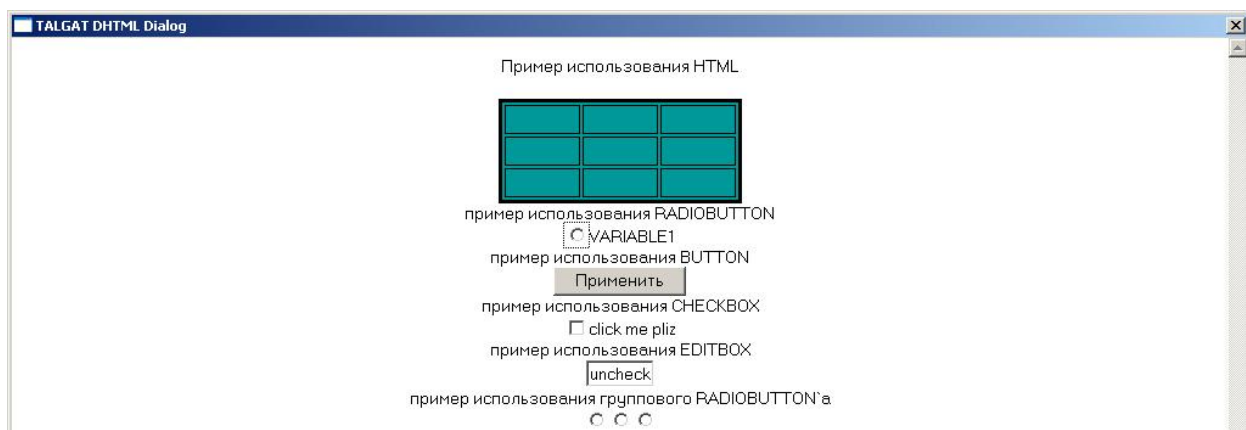 TALGAT DHTML Dialog
Пример использования HTML
пример использования RADIOBUTTON
VARIABLE1
пример использования BUTTON
Применить
пример использования CHECKBOX
click me pliz
пример использования EDITBOX
uncheck
пример использования группового RADIOBUTTON`а